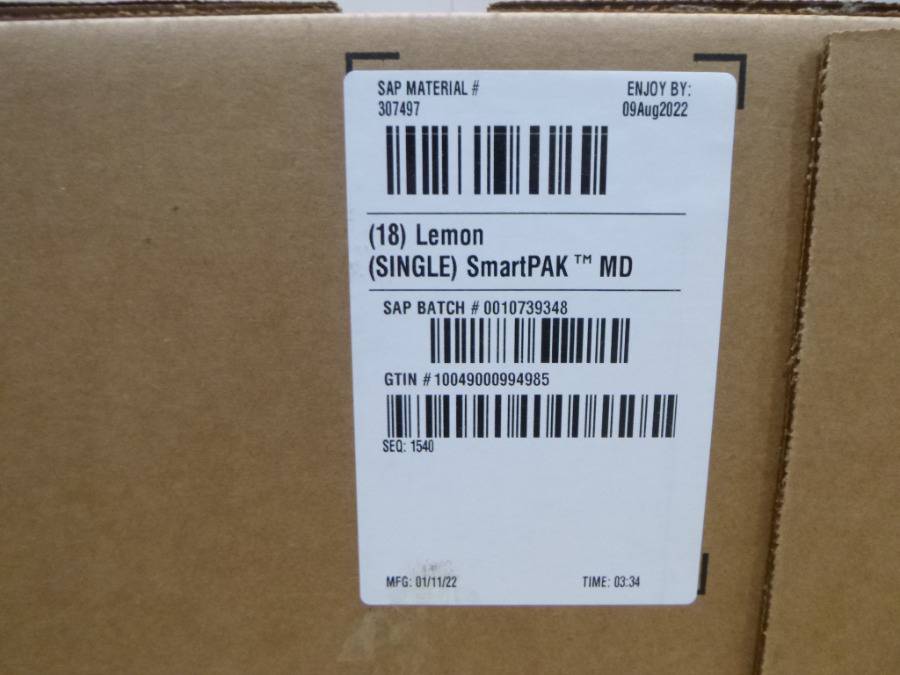 SAP MATERIAL # ENJOY BY:
307497 09Aug2022
(18) Lemon
(SINGLE) SmartPAK™ MD
SAP BATCH # 0010739348
GTIN # 10049000994985
SEQ: 1540
MFG: 01/11/22 TIME: 03:34